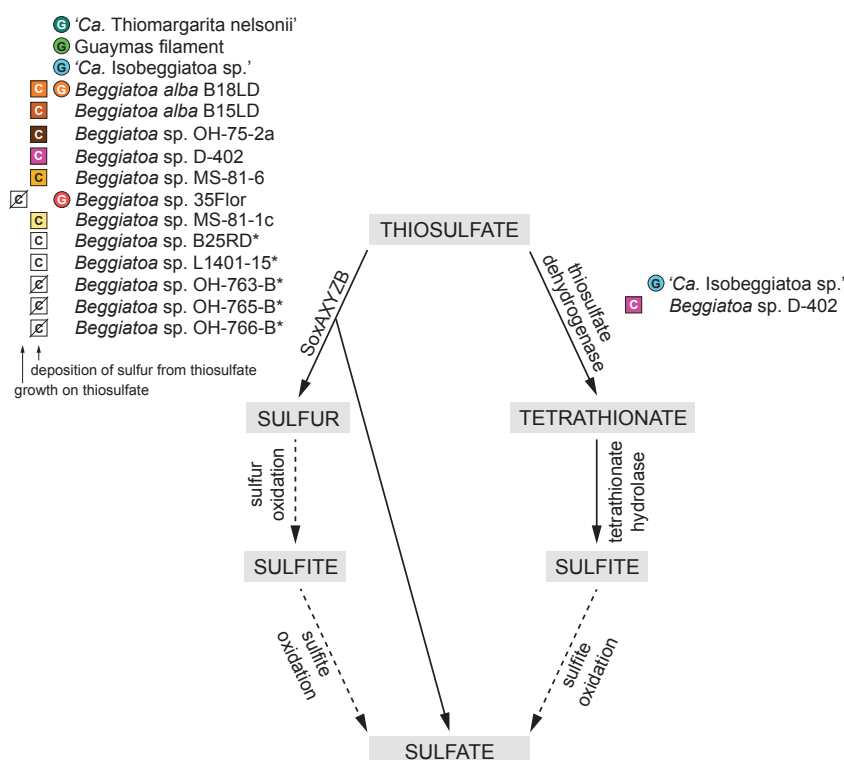 G 'Ca. Thiomargarita nelsonii'
G Guaymas filament
G 'Ca. Isobeggiatoa sp.'
C G Beggiatoa alba B18LD
C Beggiatoa alba B15LD
C Beggiatoa sp. OH-75-2a
C Beggiatoa sp. D-402
C Beggiatoa sp. MS-81-6
C G Beggiatoa sp. 35Flor
C Beggiatoa sp. MS-81-1c
C Beggiatoa sp. B25RD*
C Beggiatoa sp. L1401-15*
C Beggiatoa sp. OH-763-B*
C Beggiatoa sp. OH-765-B*
C Beggiatoa sp. OH-766-B*
deposition of sulfur from thiosulfate
growth on thiosulfate
THIOSULFATE
SoxAXYZB
thiosulfate
dehydrogenase
G 'Ca. Isobeggiatoa sp.'
C Beggiatoa sp. D-402
SULFUR
TETRATHIONATE
sulfur
oxidation
tetrathionate
hydrolase
SULFITE
SULFITE
sulfite
oxidation
sulfite
oxidation
SULFATE